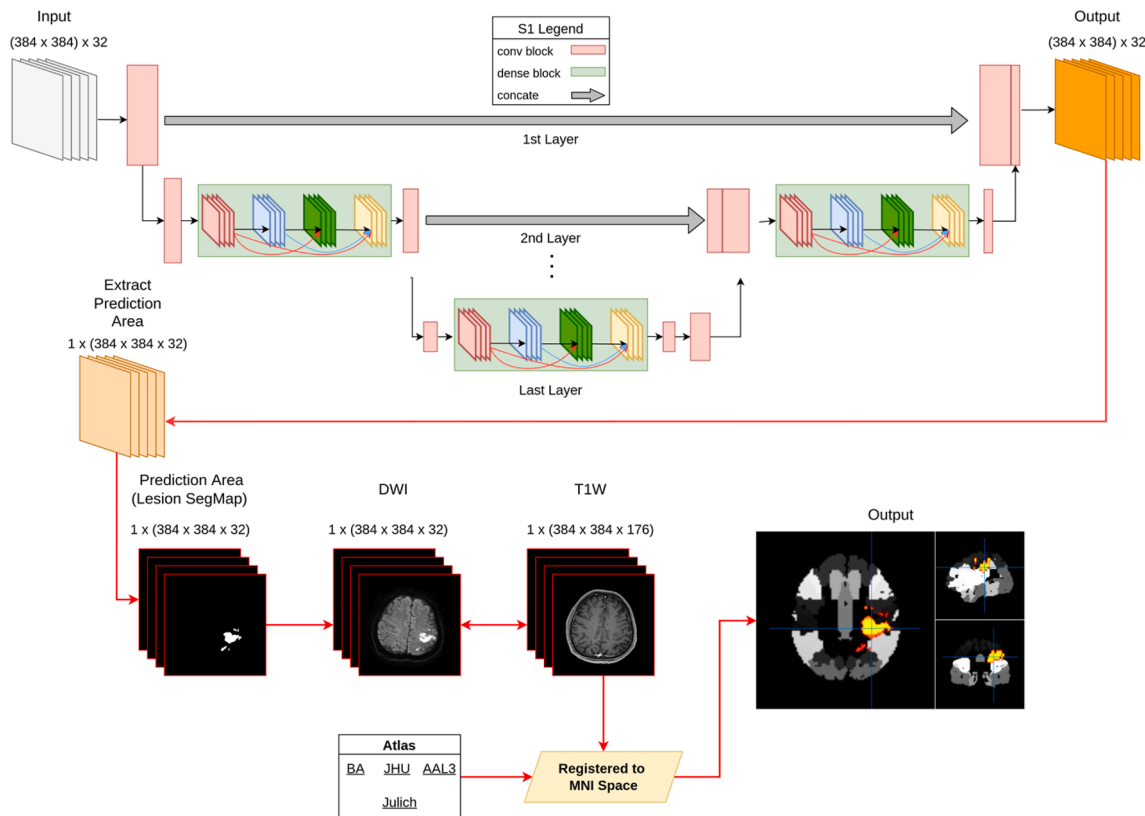 Input
(384 x 384) x 32
S1 Legend
conv block
dense block
concate
Output
(384 x 384) x 32
1st Layer
2nd Layer
Last Layer
Extract
Prediction
Area
1 x (384 x 384 x 32)
Prediction Area
(Lesion SegMap)
1 x (384 x 384 x 32)
DWI
1 x (384 x 384 x 32)
T1W
1 x (384 x 384 x 176)
Output
Atlas
BA JHU AAL3
Julich
Registered to
MNI Space